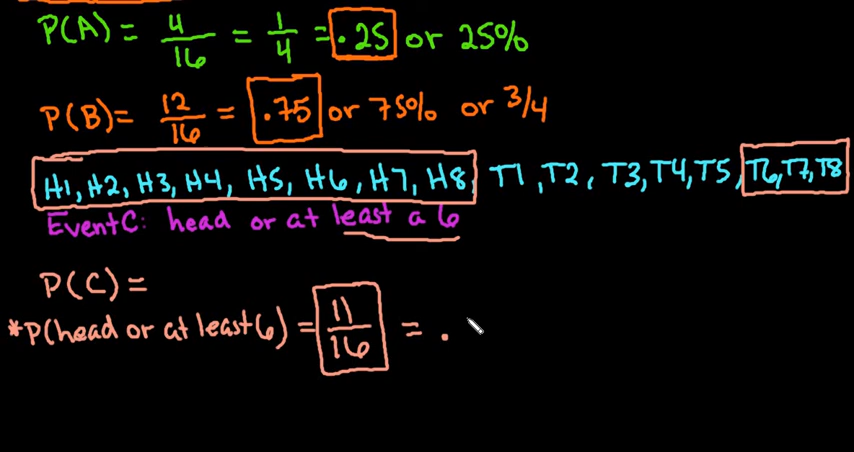 P(A) = 4/16 = 1/4 = .25 or 25%
P(B)= 12/16 = .75 or 75% or 3/4
H1, H2, H3, H4, H5, H6, H7, H8, T1, T2, T3, T4, T5, T6, T7, T8
Event C: head or at least a 6
P(C) =
*P(head or at least 6) = 11/16 = .